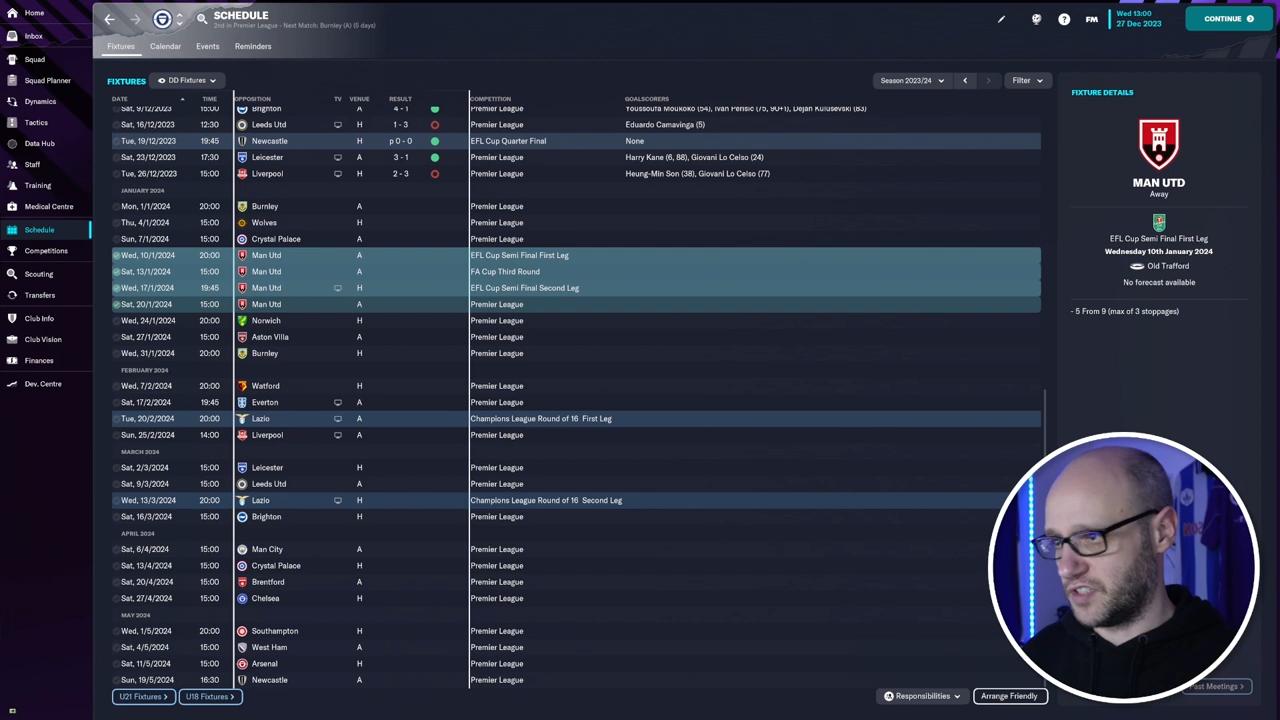 Home
Inbox
Squad
Squad Planner
Dynamics
Tactics
Data Hub
Staff
Training
Medical Centre
Schedule
Competitions
Scouting
Transfers
Club Info
Club Vision
Finances
Dev. Centre
SCHEDULE
2nd in Premier League - Next Match: Burnley (A) (5 days)
FM
Wed 13:00
27 Dec 2023
CONTINUE
Fixtures Calendar Events Reminders
FIXTURES DD Fixtures Season 2023/24 Filter
DATE TIME OPPOSITION TV VENUE RESULT COMPETITION GOALSCORERS
Sat, 9/12/2023 15:00 Brighton A 4 - 1 Premier League Youssoufa Moukoko (54), Ivan Perisic (75, 90+1), Dejan Kulusevski (83)
Sat, 16/12/2023 12:30 Leeds Utd H 1 - 3 Premier League Eduardo Camavinga (5)
Tue, 19/12/2023 19:45 Newcastle H p 0 - 0 EFL Cup Quarter Final None
Sat, 23/12/2023 17:30 Leicester A 3 - 1 Premier League Harry Kane (6, 88), Giovani Lo Celso (24)
Tue, 26/12/2023 15:00 Liverpool H 2 - 3 Premier League Heung-Min Son (38), Giovani Lo Celso (77)
JANUARY 2024
Mon, 1/1/2024 20:00 Burnley A Premier League
Thu, 4/1/2024 15:00 Wolves H Premier League
Sun, 7/1/2024 15:00 Crystal Palace A Premier League
Wed, 10/1/2024 20:00 Man Utd A EFL Cup Semi Final First Leg
Sat, 13/1/2024 15:00 Man Utd A FA Cup Third Round
Wed, 17/1/2024 19:45 Man Utd H EFL Cup Semi Final Second Leg
Sat, 20/1/2024 15:00 Man Utd A Premier League
Wed, 24/1/2024 20:00 Norwich H Premier League
Sat, 27/1/2024 15:00 Aston Villa A Premier League
Wed, 31/1/2024 20:00 Burnley H Premier League
FEBRUARY 2024
Wed, 7/2/2024 20:00 Watford H Premier League
Sat, 17/2/2024 19:45 Everton A Premier League
Tue, 20/2/2024 20:00 Lazio A Champions League Round of 16 First Leg
Sun, 25/2/2024 14:00 Liverpool A Premier League
MARCH 2024
Sat, 2/3/2024 15:00 Leicester H Premier League
Sat, 9/3/2024 15:00 Leeds Utd A Premier League
Wed, 13/3/2024 20:00 Lazio H Champions League Round of 16 Second Leg
Sat, 16/3/2024 15:00 Brighton H Premier League
APRIL 2024
Sat, 6/4/2024 15:00 Man City A Premier League
Sat, 13/4/2024 15:00 Crystal Palace H Premier League
Sat, 20/4/2024 15:00 Brentford A Premier League
Sat, 27/4/2024 15:00 Chelsea H Premier League
MAY 2024
Wed, 1/5/2024 20:00 Southampton H Premier League
Sat, 4/5/2024 15:00 West Ham A Premier League
Sat, 11/5/2024 15:00 Arsenal H Premier League
Sun, 19/5/2024 16:30 Newcastle A Premier League
U21 Fixtures U18 Fixtures Responsibilities Arrange Friendly
FIXTURE DETAILS
MAN UTD
Away
EFL Cup Semi Final First Leg
Wednesday 10th January 2024
Old Trafford
No forecast available
- 5 From 9 (max of 3 stoppages)
Past Meetings